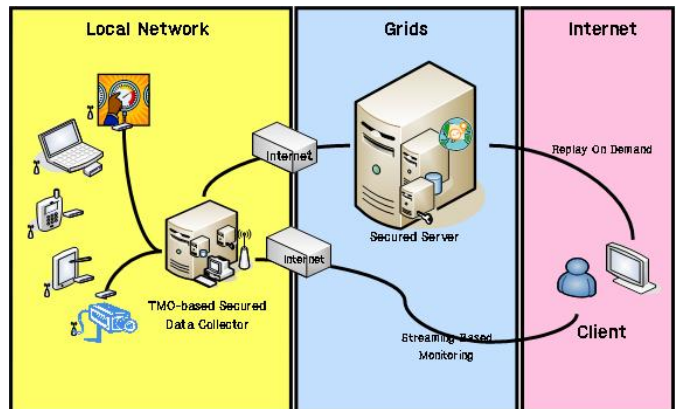 Local Network
Grids
Internet
Internet
Replay On Demand
Secured Server
Internet
TMO-based Secured
Data Collector
Streaming Based
Monitoring
Client